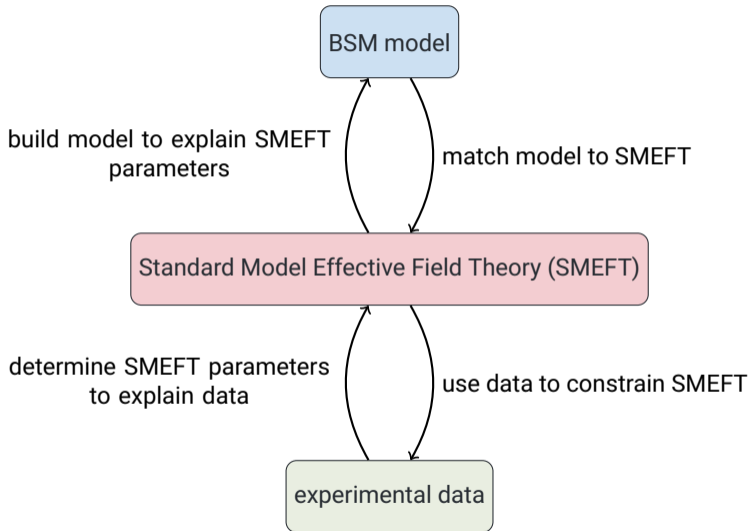 BSM model
build model to explain SMEFT
parameters
match model to SMEFT
Standard Model Effective Field Theory (SMEFT)
determine SMEFT parameters
to explain data
use data to constrain SMEFT
experimental data